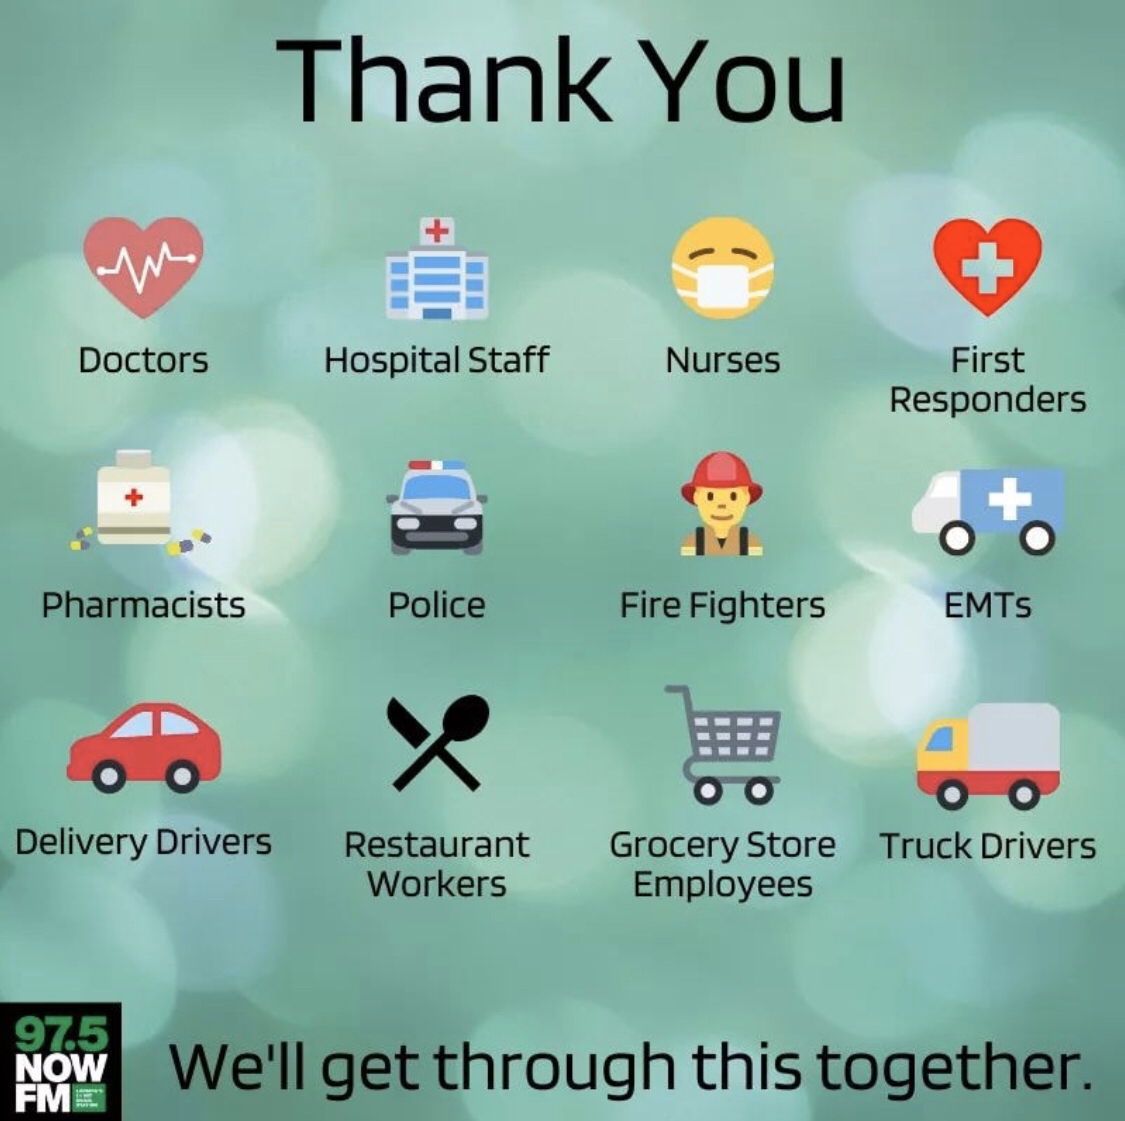 Thank You
Doctors
Hospital Staff
Nurses
First
Responders
Pharmacists
Police
Fire Fighters
EMTs
Delivery Drivers
Restaurant
Workers
Grocery Store
Employees
Truck Drivers
97.5
NOW
FM
We'll get through this together.